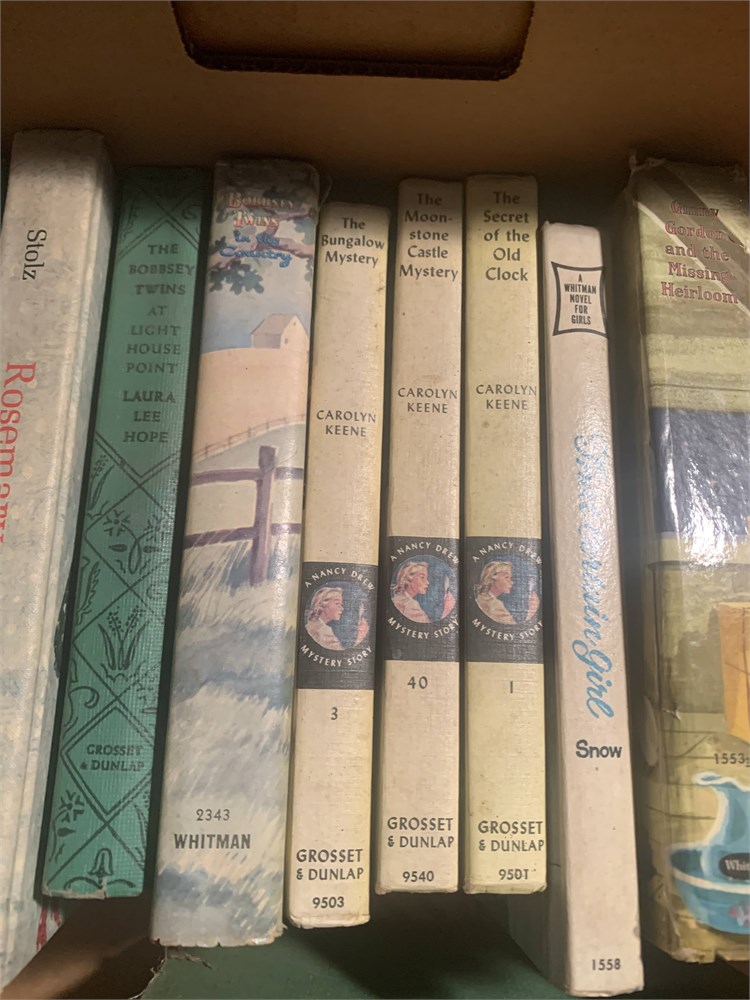 Stolz
Rosemary
THE
BOBBSEY
TWINS
AT
LIGHT
HOUSE
POINT
LAURA
LEE
HOPE
GROSSET
& DUNLAP
BOBBSEY
TWINS
in the
Country
2343
WHITMAN
The
Bungalow
Mystery
CAROLYN
KEENE
A NANCY DREW
MYSTERY STORY
3
GROSSET
& DUNLAP
9503
The
Moon-
stone
Castle
Mystery
CAROLYN
KEENE
A NANCY DREW
MYSTERY STORY
40
GROSSET
& DUNLAP
9540
The
Secret
of the
Old
Clock
CAROLYN
KEENE
A NANCY DREW
MYSTERY STORY
1
GROSSET
& DUNLAP
9501
A
WHITMAN
NOVEL
FOR
GIRLS
Girl
Snow
1558
Gordon
and the
Missing
Heirloom
1553
Whit